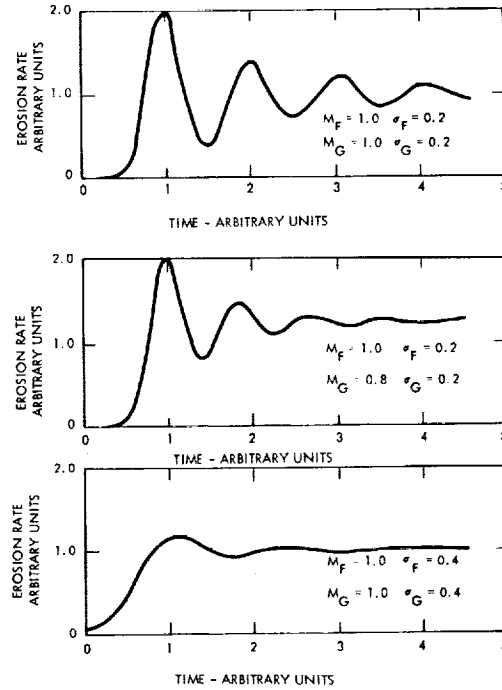 EROSION RATE
ARBITRARY UNITS
2.0
1.0
0
M_F = 1.0 σ_F = 0.2
M_G = 1.0 σ_G = 0.2
0 1 2 3 4 5
TIME - ARBITRARY UNITS
EROSION RATE
ARBITRARY UNITS
2.0
1.0
0
M_F = 1.0 σ_F = 0.2
M_G = 0.8 σ_G = 0.2
0 1 2 3 4 5
TIME - ARBITRARY UNITS
EROSION RATE
ARBITRARY UNITS
2.0
1.0
0
M_F = 1.0 σ_F = 0.4
M_G = 1.0 σ_G = 0.4
0 1 2 3 4 5
TIME - ARBITRARY UNITS